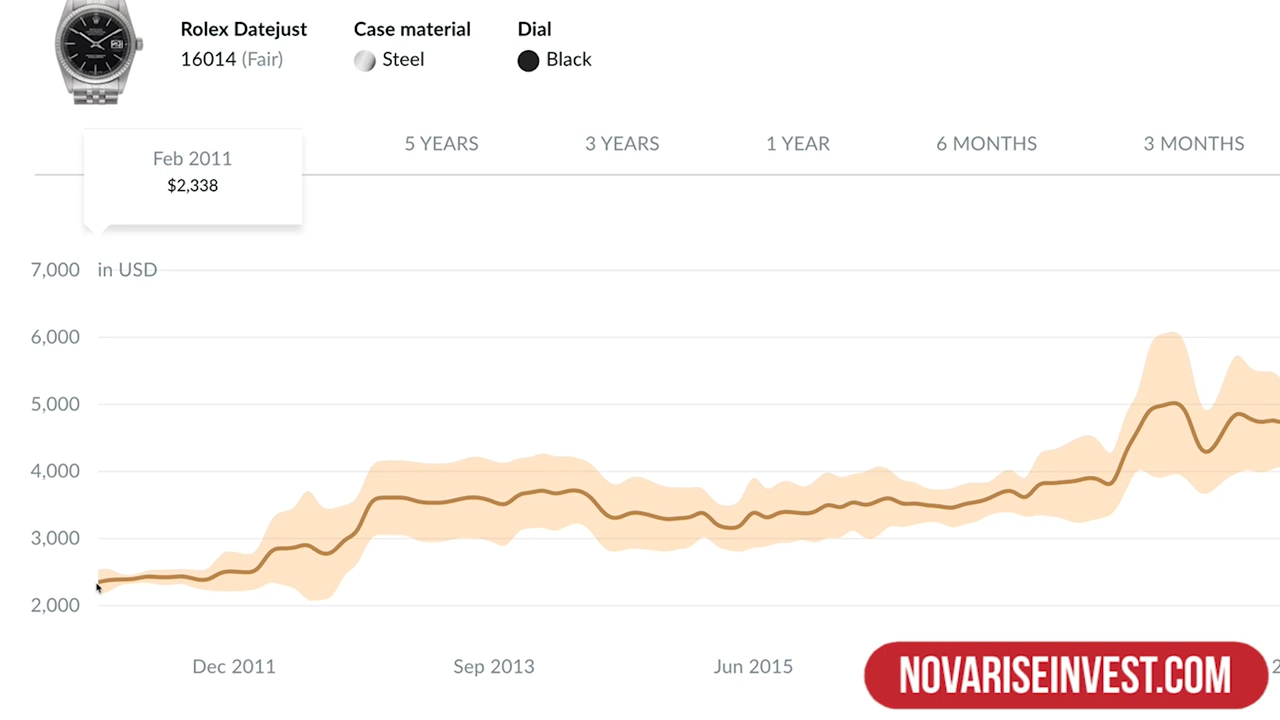 Rolex Datejust
16014 (Fair)
Case material
Steel
Dial
Black
Feb 2011
$2,338
5 YEARS
3 YEARS
1 YEAR
6 MONTHS
3 MONTHS
7,000 in USD
6,000
5,000
4,000
3,000
2,000
Dec 2011
Sep 2013
Jun 2015
NOVARISEINVEST.COM